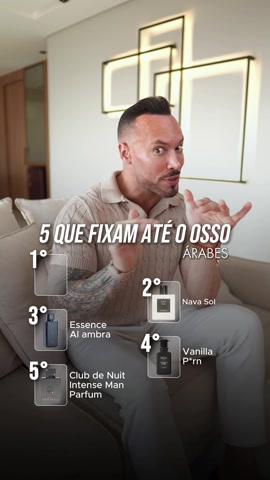 5 QUE FIXAM ATÉ O OSSO
ÁRABES
1°
2°
Nava Sol
3°
Essence
Al ambra
4°
Vanilla
P*rn
5°
Club de Nuit
Intense Man
Parfum